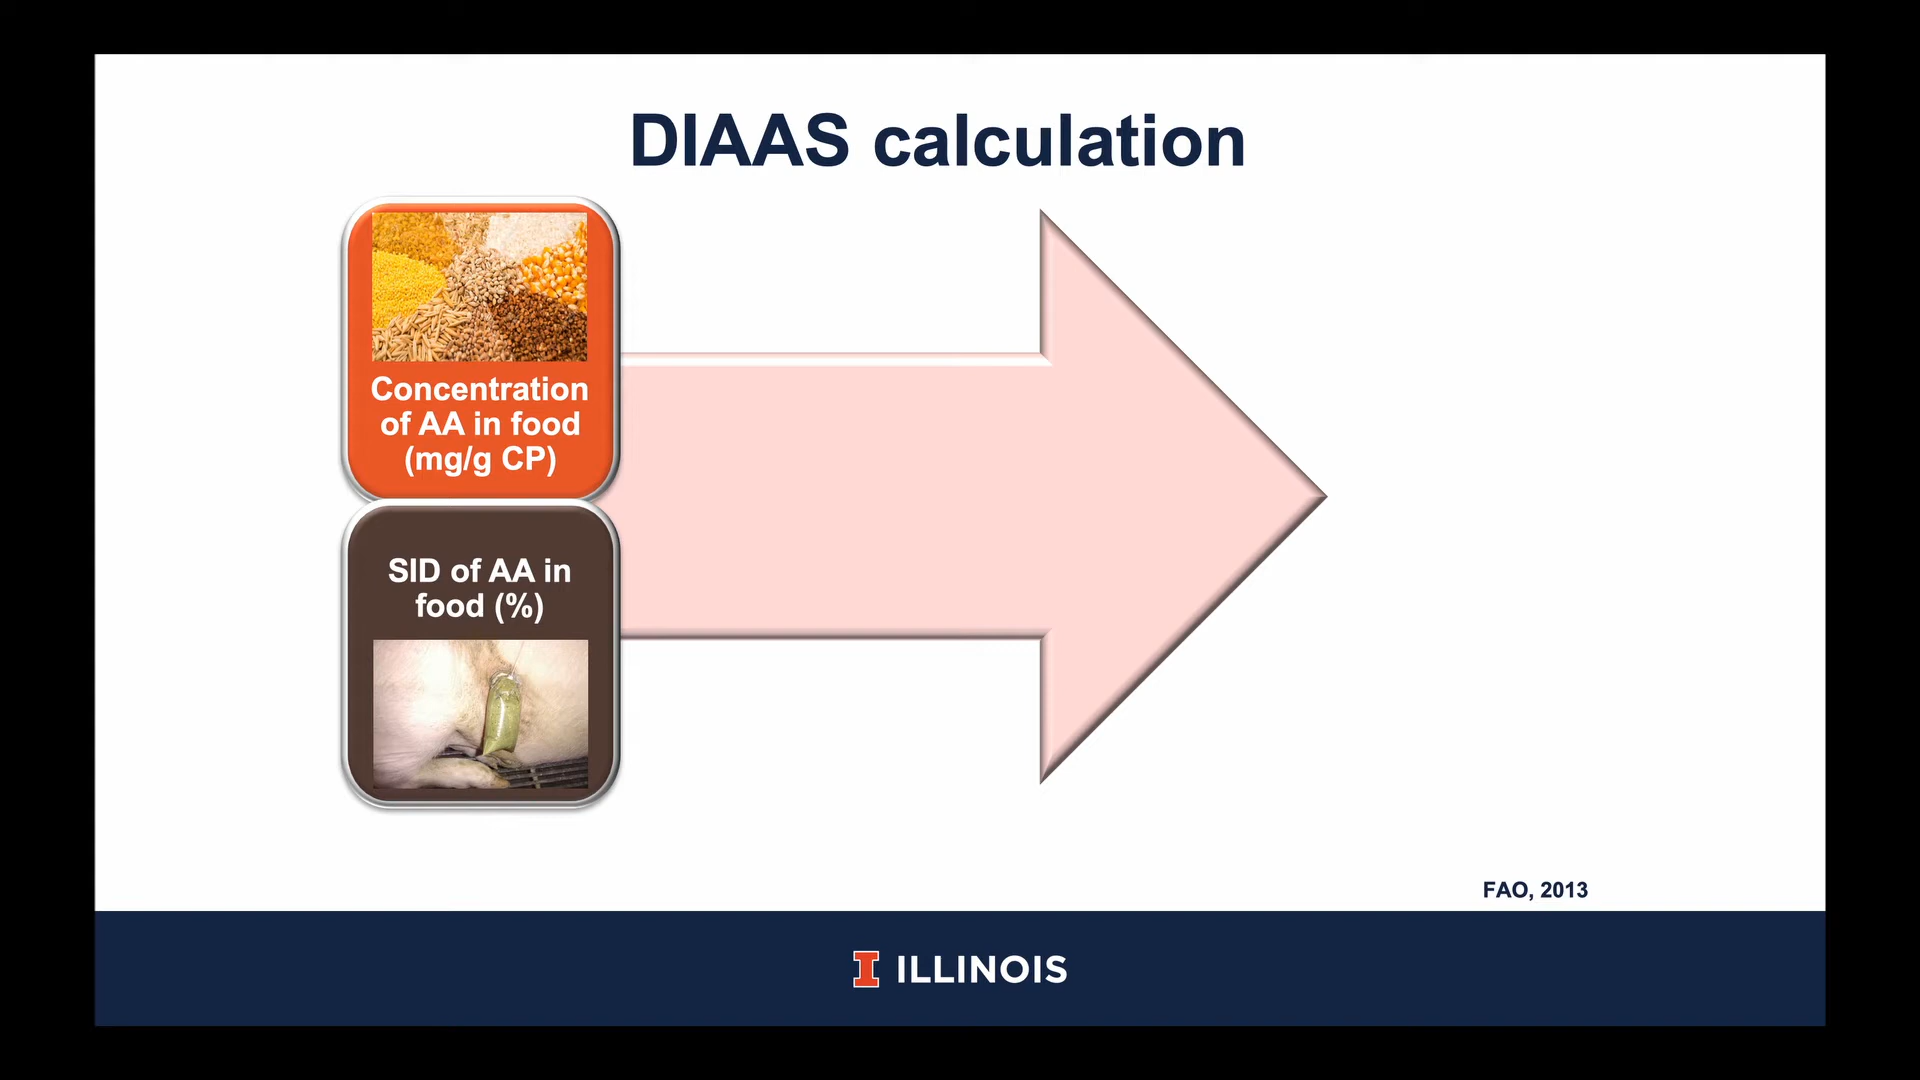 DIAAS calculation
Concentration
of AA in food
(mg/g CP)
SID of AA in
food (%)
FAO, 2013
I ILLINOIS